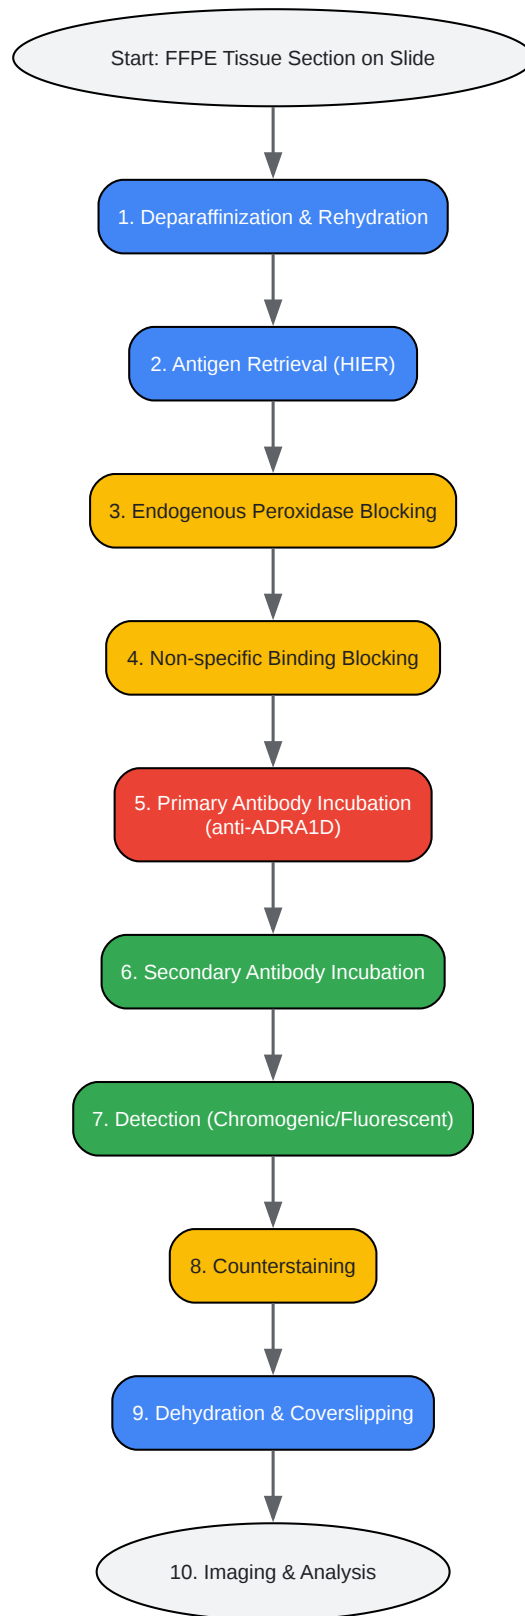 Start: FFPE Tissue Section on Slide
1. Deparaffinization & Rehydration
2. Antigen Retrieval (HIER)
3. Endogenous Peroxidase Blocking
4. Non-specific Binding Blocking
5. Primary Antibody Incubation
(anti-ADRA1D)
6. Secondary Antibody Incubation
7. Detection (Chromogenic/Fluorescent)
8. Counterstaining
9. Dehydration & Coverslipping
10. Imaging & Analysis